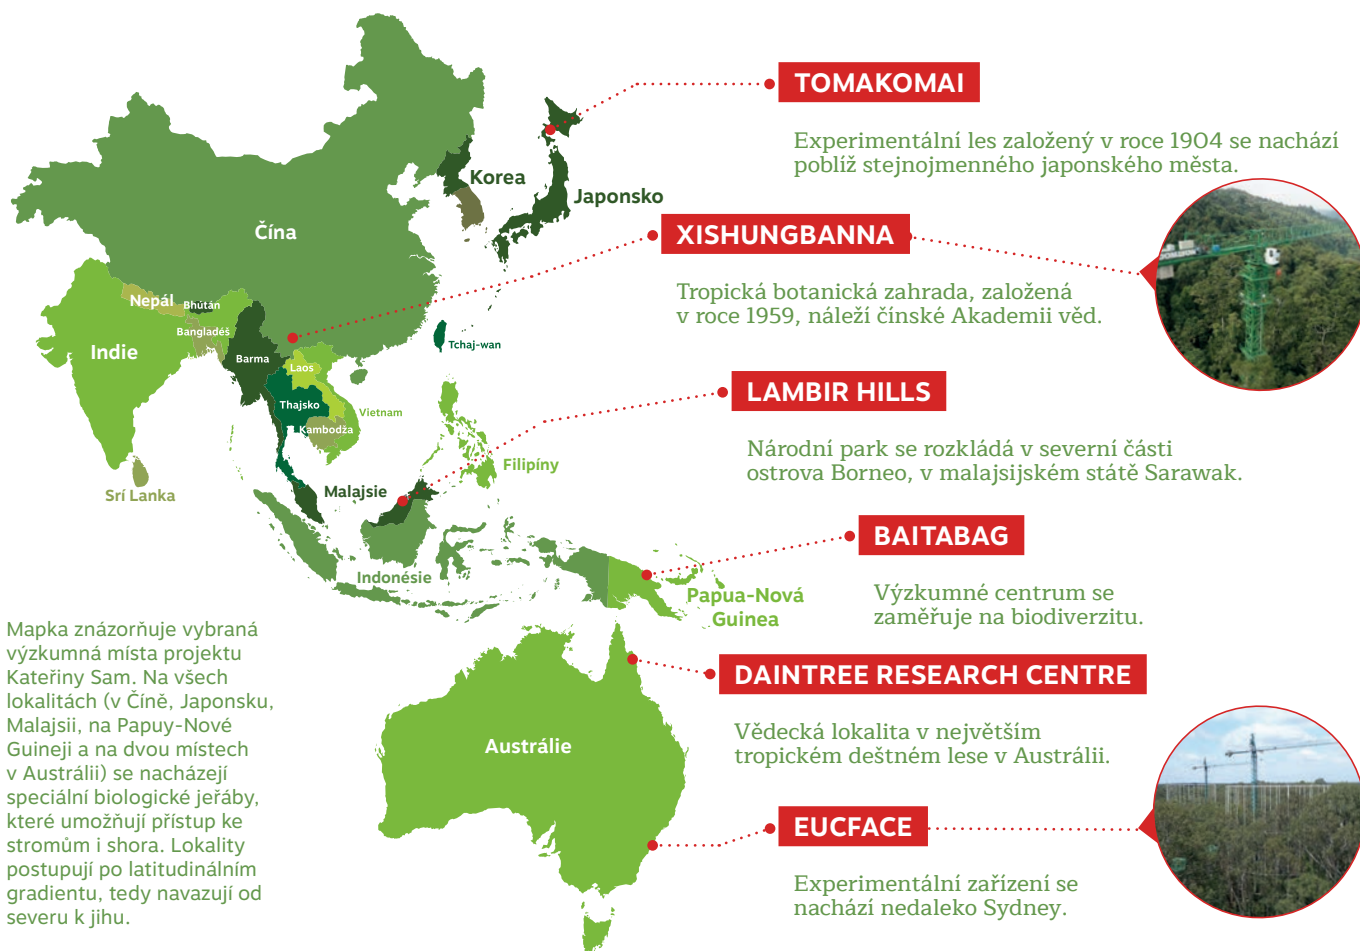 TOMAKOMAI
Experimentální les založený v roce 1904 se nachází
poblíž stejnojmenného japonského města.
Korea
Japonsko
Čína
XISHUNGBANNA
Tropická botanická zahrada, založená
v roce 1959, náleží čínské Akademii věd.
Nepál
Bhútán
Bangladéš
Indie
Barma
Tchaj-wan
Laos
Thajsko
Vietnam
Kambodža
LAMBIR HILLS
Národní park se rozkládá v severní části
ostrova Borneo, v malajsijském státě Sarawak.
Filipíny
Srí Lanka
Malajsie
BAITABAG
Výzkumné centrum se
zaměřuje na biodiverzitu.
Indonésie
Papua-Nová
Guinea
Mapka znázorňuje vybraná
výzkumná místa projektu
Kateřiny Sam. Na všech
lokalitách (v Číně, Japonsku,
Malajsii, na Papuy-Nové
Guineji a na dvou místech
v Austrálii) se nacházejí
speciální biologické jeřáby,
které umožňují přístup ke
stromům i shora. Lokality
postupují po latitudinálním
gradientu, tedy navazují od
severu k jihu.
DAINTREE RESEARCH CENTRE
Vědecká lokalita v největším
tropickém deštném lese v Austrálii.
Austrálie
EUCFACE
Experimentální zařízení se
nachází nedaleko Sydney.